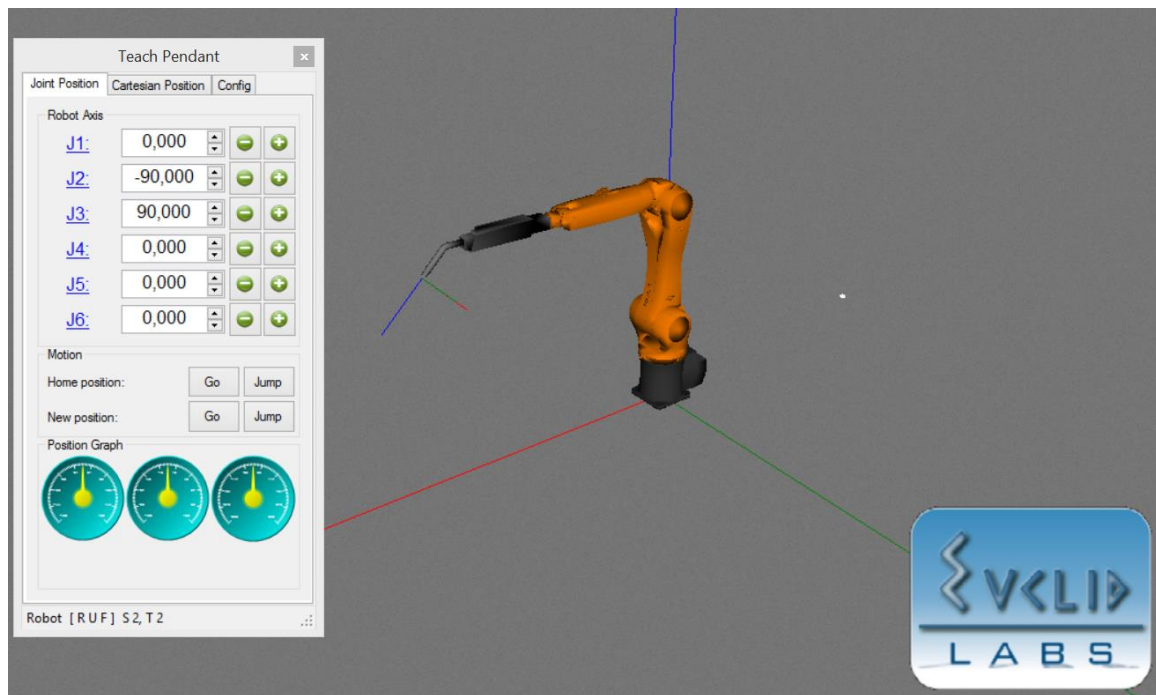 Teach Pendant
Joint Position Cartesian Position Config
Robot Axis
J1: 0,000
J2: -90,000
J3: 90,000
J4: 0,000
J5: 0,000
J6: 0,000
Motion
Home position: Go Jump
New position: Go Jump
Position Graph
Robot [ R U F ] S 2, T 2
EVCLID
LABS